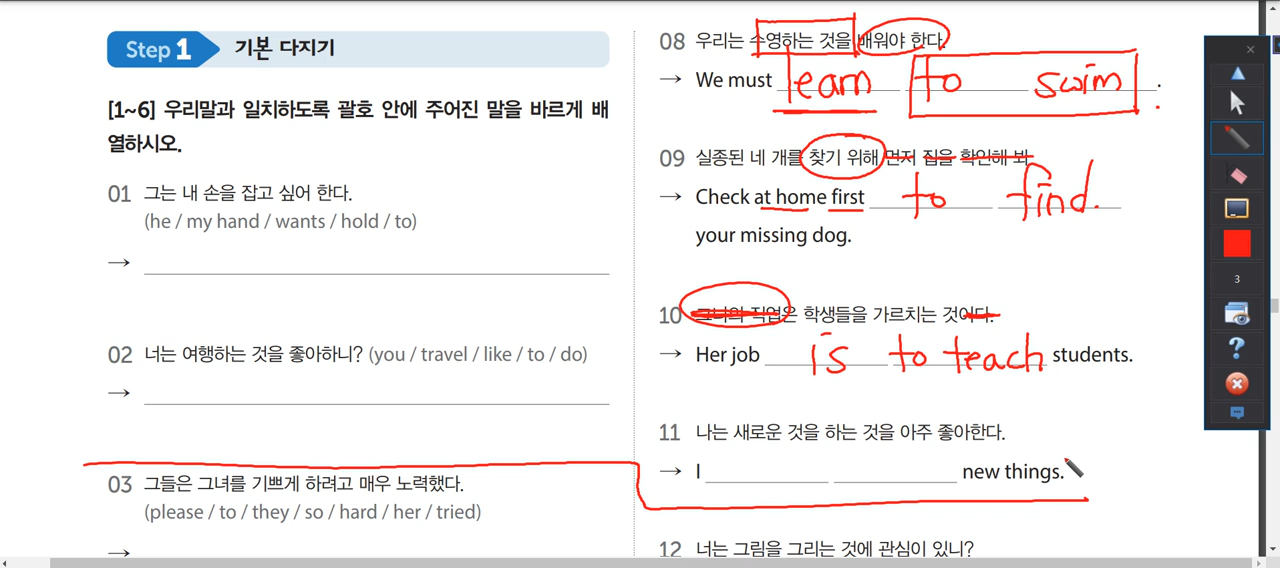 Step 1 기본 다지기
[1~6] 우리말과 일치하도록 괄호 안에 주어진 말을 바르게 배
열하시오.
01 그는 내 손을 잡고 싶어 한다.
(he / my hand / wants / hold / to)
→
02 너는 여행하는 것을 좋아하니? (you / travel / like / to / do)
→
03 그들은 그녀를 기쁘게 하려고 매우 노력했다.
(please / to / they / so / hard / her / tried)
→
08 우리는 수영하는 것을 배워야 한다.
→ We must learn to swim .
09 실종된 네 개를 찾기 위해 먼저 집을 확인해 봐
→ Check at home first to find.
your missing dog.
10 그녀의 직업은 학생들을 가르치는 것이다.
→ Her job is to teach students.
11 나는 새로운 것을 하는 것을 아주 좋아한다.
→ I new things.
12 너는 그림을 그리는 것에 관심이 있니?
3